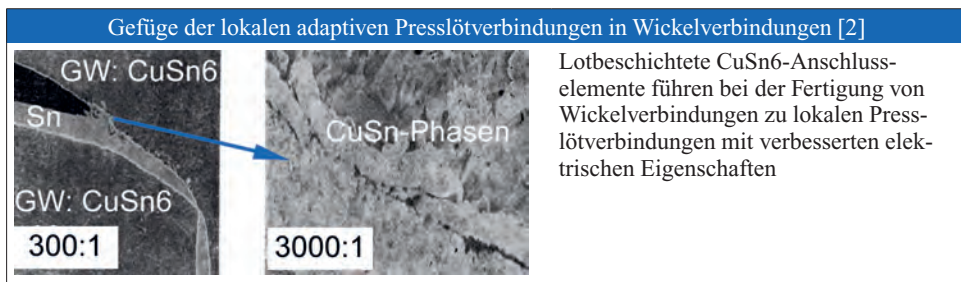 Gefüge der lokalen adaptiven Presslötverbindungen in Wickelverbindungen [2]
GW: CuSn6
Sn
GW: CuSn6
300:1
CuSn-Phasen
3000:1
Lotbeschichtete CuSn6-Anschluss-
elemente führen bei der Fertigung von
Wickelverbindungen zu lokalen Press-
lötverbindungen mit verbesserten elek-
trischen Eigenschaften